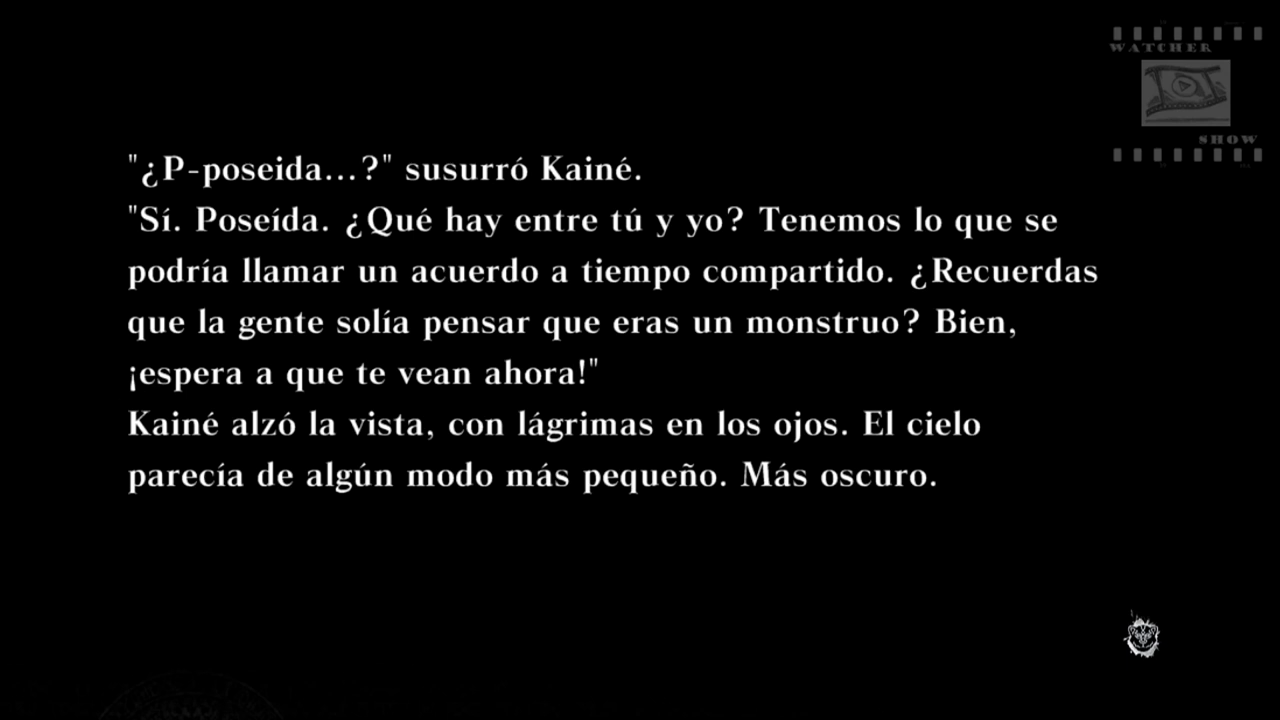 WATCHER
SHOW
"¿P-poseida...?" susurró Kainé.
"Sí. Poseída. ¿Qué hay entre tú y yo? Tenemos lo que se
podría llamar un acuerdo a tiempo compartido. ¿Recuerdas
que la gente solía pensar que eras un monstruo? Bien,
¡espera a que te vean ahora!"
Kainé alzó la vista, con lágrimas en los ojos. El cielo
parecía de algún modo más pequeño. Más oscuro.